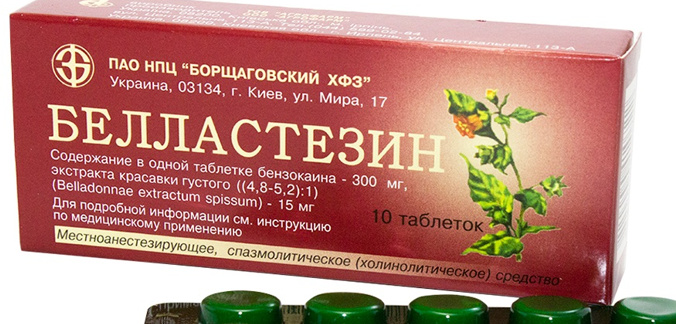 ПАО НПЦ "БОРЩАГОВСКИЙ ХФЗ"
Украина, 03134, г. Киев, ул. Мира, 17
БЕЛЛАСТЕЗИН
Содержание в одной таблетке бензокаина - 300 мг,
экстракта красавки густого ((4,8-5,2):1)
(Belladonnae extractum spissum) - 15 мг
Для подробной информации см. инструкцию
по медицинскому применению
10 таблеток
Местноанестезирующее, спазмолитическое (холинолитическое) средство